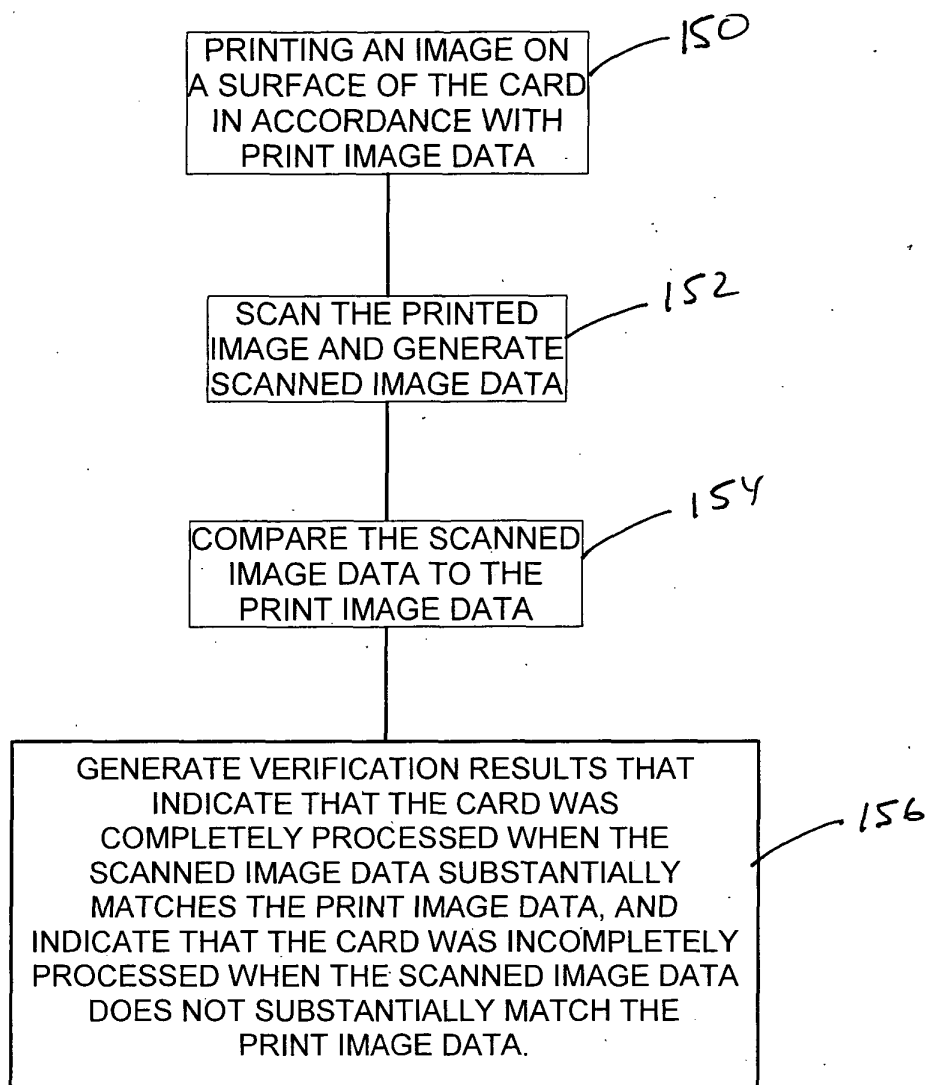 PRINTING AN IMAGE ON
A SURFACE OF THE CARD
IN ACCORDANCE WITH
PRINT IMAGE DATA
150
SCAN THE PRINTED
IMAGE AND GENERATE
SCANNED IMAGE DATA
152
COMPARE THE SCANNED
IMAGE DATA TO THE
PRINT IMAGE DATA
154
GENERATE VERIFICATION RESULTS THAT
INDICATE THAT THE CARD WAS
COMPLETELY PROCESSED WHEN THE
SCANNED IMAGE DATA SUBSTANTIALLY
MATCHES THE PRINT IMAGE DATA, AND
INDICATE THAT THE CARD WAS INCOMPLETELY
PROCESSED WHEN THE SCANNED IMAGE DATA
DOES NOT SUBSTANTIALLY MATCH THE
PRINT IMAGE DATA.
156